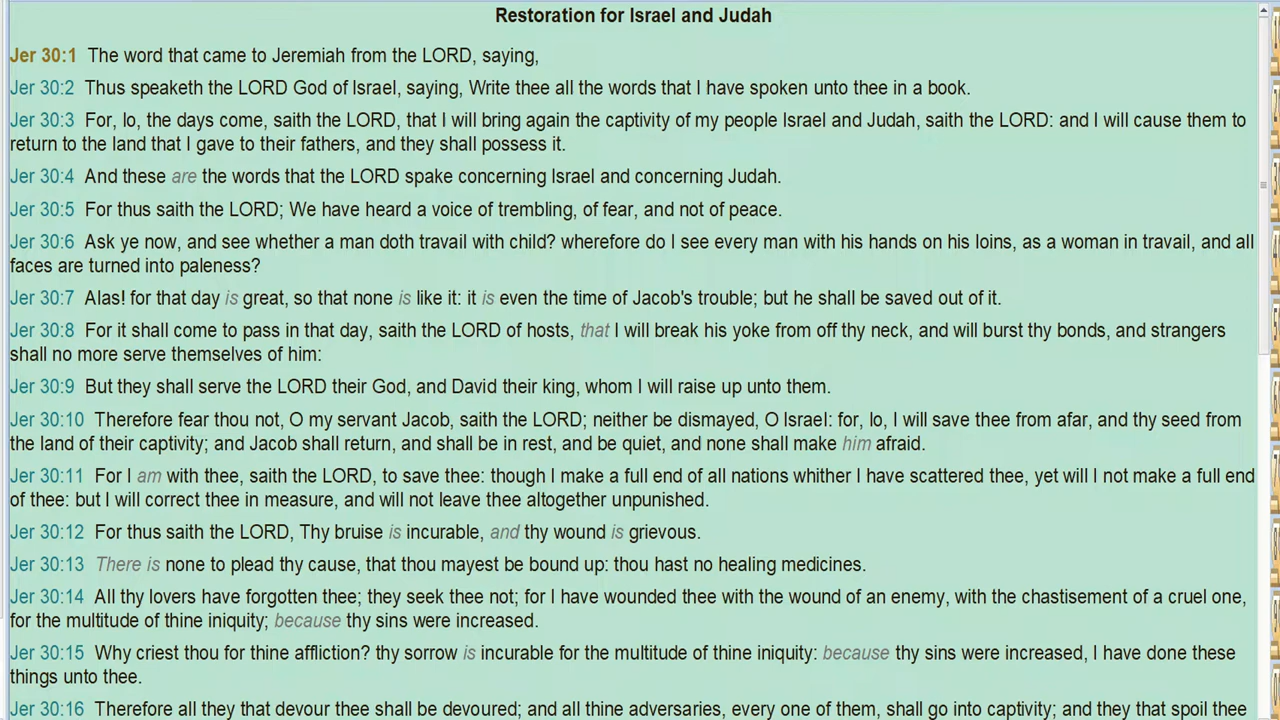 Restoration for Israel and Judah
Jer 30:1 The word that came to Jeremiah from the LORD, saying,
Jer 30:2 Thus speaketh the LORD God of Israel, saying, Write thee all the words that I have spoken unto thee in a book.
Jer 30:3 For, lo, the days come, saith the LORD, that I will bring again the captivity of my people Israel and Judah, saith the LORD: and I will cause them to
return to the land that I gave to their fathers, and they shall possess it.
Jer 30:4 And these are the words that the LORD spake concerning Israel and concerning Judah.
Jer 30:5 For thus saith the LORD; We have heard a voice of trembling, of fear, and not of peace.
Jer 30:6 Ask ye now, and see whether a man doth travail with child? wherefore do I see every man with his hands on his loins, as a woman in travail, and all
faces are turned into paleness?
Jer 30:7 Alas! for that day is great, so that none is like it: it is even the time of Jacob's trouble; but he shall be saved out of it.
Jer 30:8 For it shall come to pass in that day, saith the LORD of hosts, that I will break his yoke from off thy neck, and will burst thy bonds, and strangers
shall no more serve themselves of him:
Jer 30:9 But they shall serve the LORD their God, and David their king, whom I will raise up unto them.
Jer 30:10 Therefore fear thou not, O my servant Jacob, saith the LORD; neither be dismayed, O Israel: for, lo, I will save thee from afar, and thy seed from
the land of their captivity; and Jacob shall return, and shall be in rest, and be quiet, and none shall make him afraid.
Jer 30:11 For I am with thee, saith the LORD, to save thee: though I make a full end of all nations whither I have scattered thee, yet will I not make a full end
of thee: but I will correct thee in measure, and will not leave thee altogether unpunished.
Jer 30:12 For thus saith the LORD, Thy bruise is incurable, and thy wound is grievous.
Jer 30:13 There is none to plead thy cause, that thou mayest be bound up: thou hast no healing medicines.
Jer 30:14 All thy lovers have forgotten thee; they seek thee not; for I have wounded thee with the wound of an enemy, with the chastisement of a cruel one,
for the multitude of thine iniquity; because thy sins were increased.
Jer 30:15 Why criest thou for thine affliction? thy sorrow is incurable for the multitude of thine iniquity: because thy sins were increased, I have done these
things unto thee.
Jer 30:16 Therefore all they that devour thee shall be devoured; and all thine adversaries, every one of them, shall go into captivity; and they that spoil thee